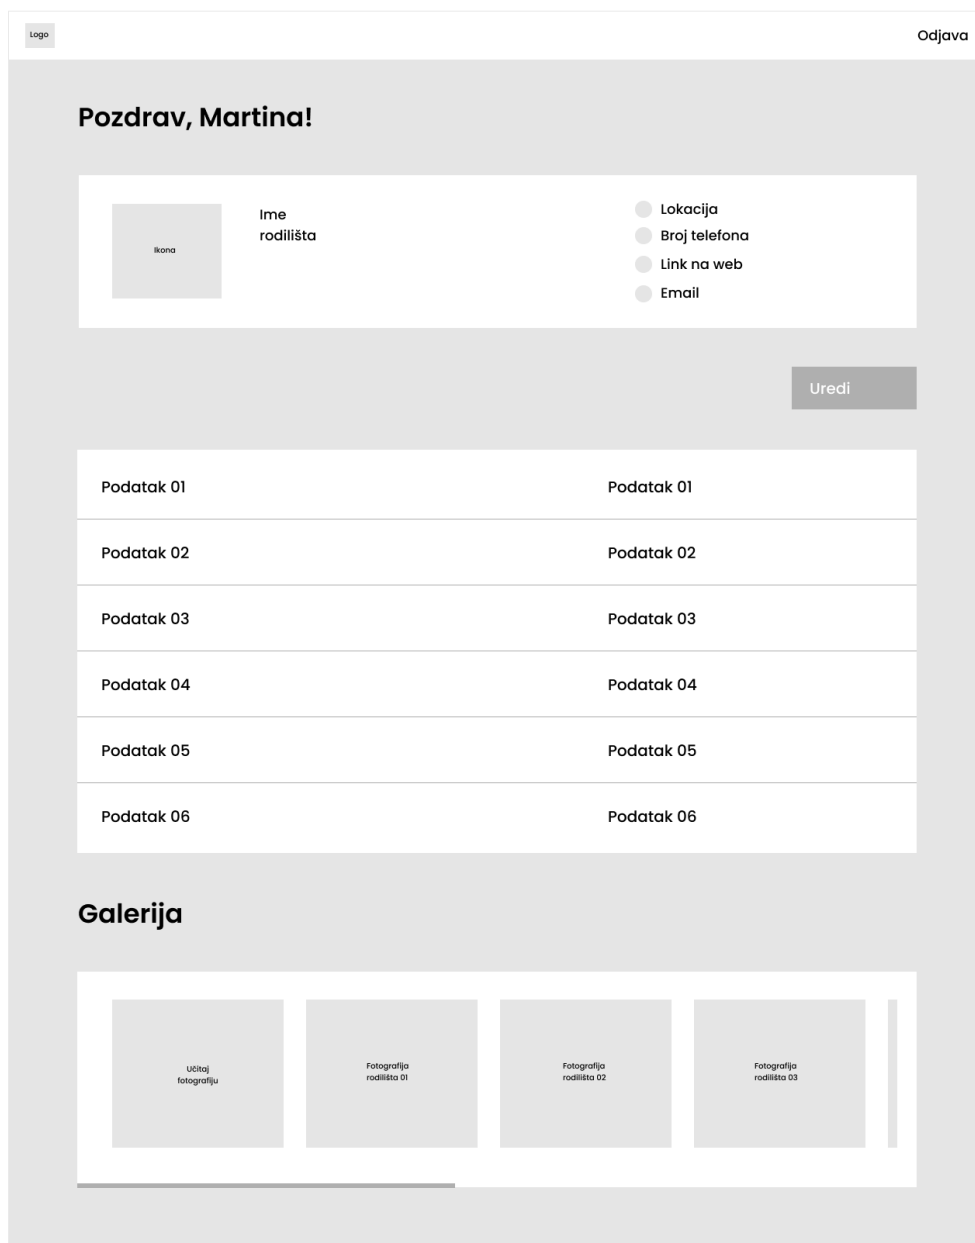 Logo
Odjava
Pozdrav, Martina!
Ikona
Ime
rodilišta
Lokacija
Broj telefona
Link na web
Email
Uredi
Podatak 01 Podatak 01
Podatak 02 Podatak 02
Podatak 03 Podatak 03
Podatak 04 Podatak 04
Podatak 05 Podatak 05
Podatak 06 Podatak 06
Galerija
Učitaj
fotografiju
Fotografija
rodilišta 01
Fotografija
rodilišta 02
Fotografija
rodilišta 03